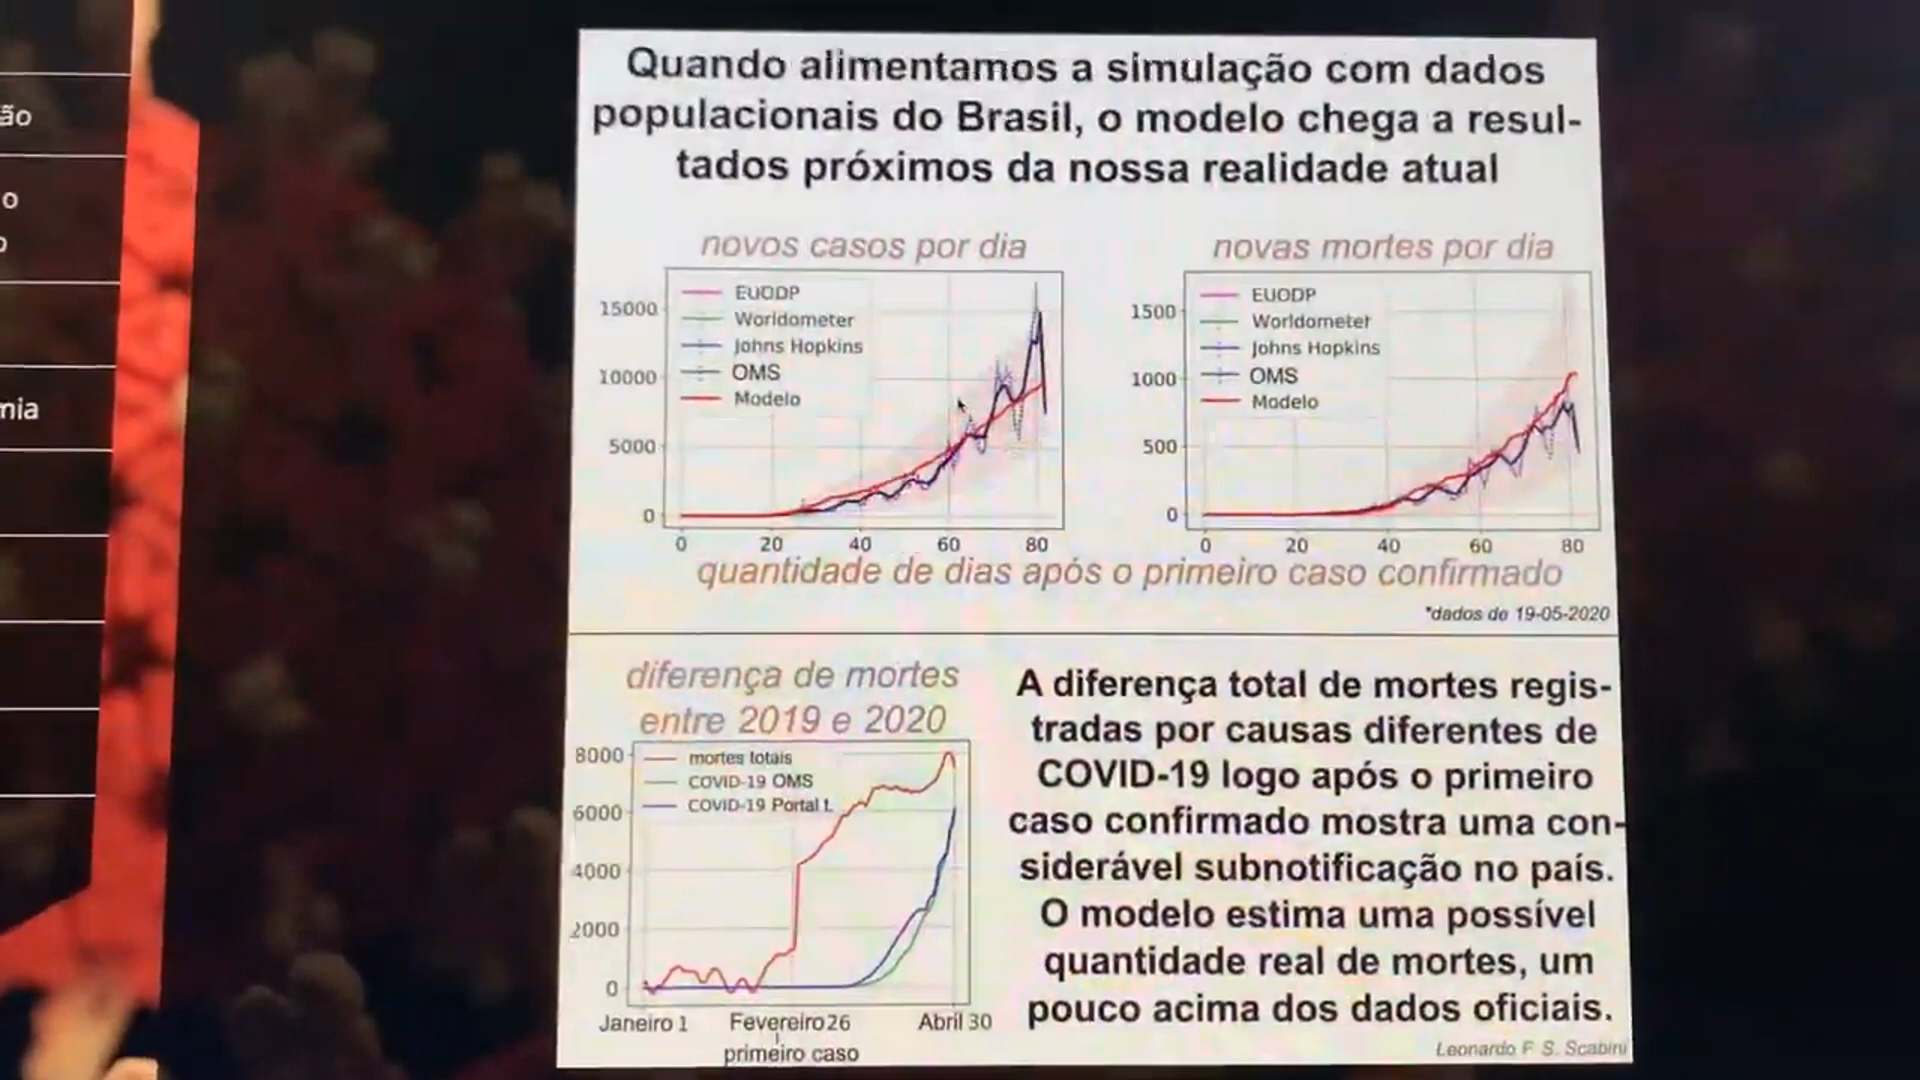 ão
o
mia
Quando alimentamos a simulação com dados
populacionais do Brasil, o modelo chega a resul-
tados próximos da nossa realidade atual
novos casos por dia
EUODP
Worldometer
Johns Hopkins
OMS
Modelo
15000
10000
5000
0
0 20 40 60 80
novas mortes por dia
EUODP
Worldometer
Johns Hopkins
OMS
Modelo
1500
1000
500
0
0 20 40 60 80
quantidade de dias após o primeiro caso confirmado
*dados de 19-05-2020
diferença de mortes
entre 2019 e 2020
mortes totais
COVID-19 OMS
COVID-19 Portal t.
8000
6000
4000
2000
0
Janeiro 1 Fevereiro 26 Abril 30
primeiro caso
A diferença total de mortes regis-
tradas por causas diferentes de
COVID-19 logo após o primeiro
caso confirmado mostra uma con-
siderável subnotificação no país.
O modelo estima uma possível
quantidade real de mortes, um
pouco acima dos dados oficiais.
Leonardo F. S. Scabini